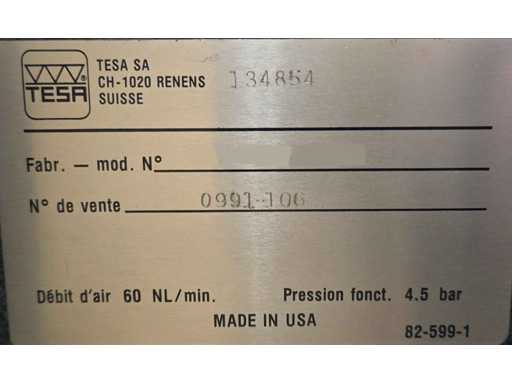 TESA
TESA SA
CH-1020 RENENS 134854
SUISSE
Fabr. — mod. N°
N° de vente 0991-106
Débit d'air 60 NL/min. Pression fonct. 4.5 bar
MADE IN USA
82-599-1